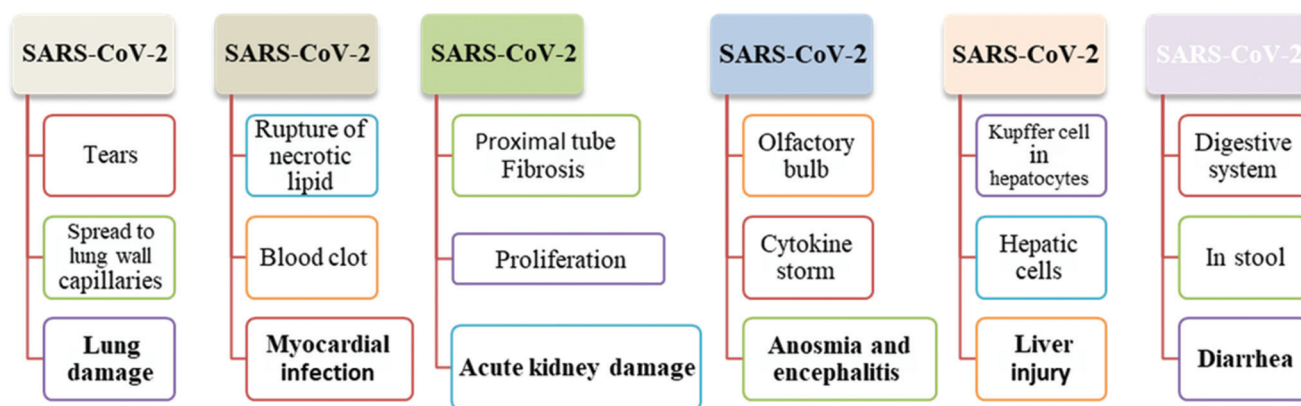 SARS-CoV-2
Tears
Spread to
lung wall
capillaries
Lung
damage
SARS-CoV-2
Rupture of
necrotic
lipid
Blood clot
Myocardial
infection
SARS-CoV-2
Proximal tube
Fibrosis
Proliferation
Acute kidney damage
SARS-CoV-2
Olfactory
bulb
Cytokine
storm
Anosmia and
encephalitis
SARS-CoV-2
Kupffer cell
in
hepatocytes
Hepatic
cells
Liver
injury
SARS-CoV-2
Digestive
system
In stool
Diarrhea